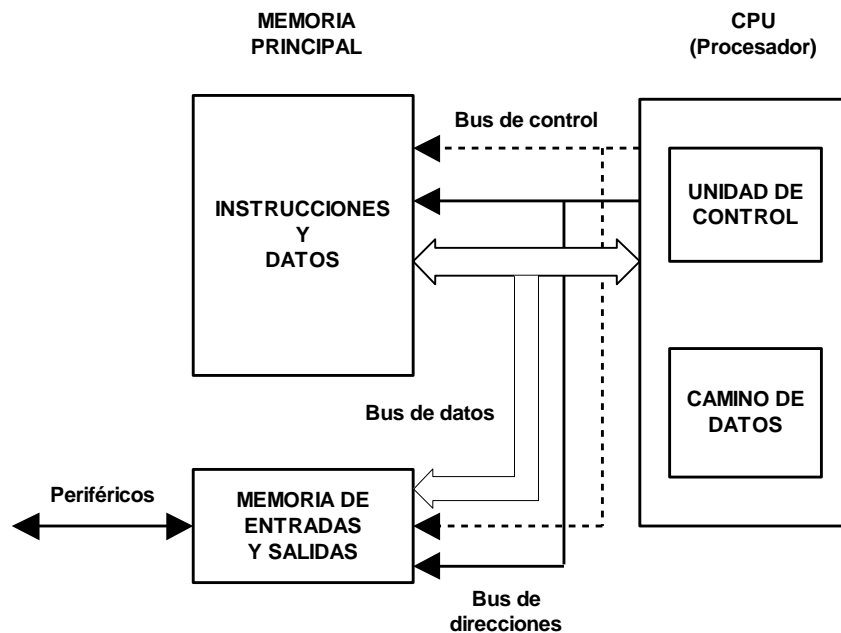 MEMORIA
PRINCIPAL
CPU
(Procesador)
Bus de control
INSTRUCCIONES
Y
DATOS
UNIDAD DE
CONTROL
Bus de datos
CAMINO DE
DATOS
Periféricos
MEMORIA DE
ENTRADAS
Y SALIDAS
Bus de
direcciones